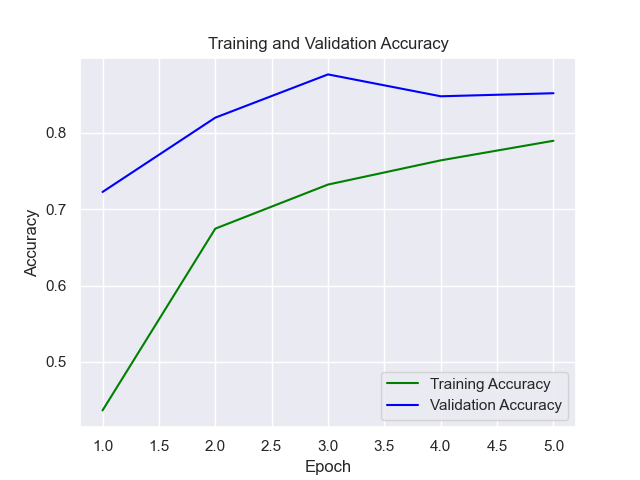 Training and Validation Accuracy
Accuracy
0.8
0.7
0.6
0.5
Training Accuracy
Validation Accuracy
1.0 1.5 2.0 2.5 3.0 3.5 4.0 4.5 5.0
Epoch